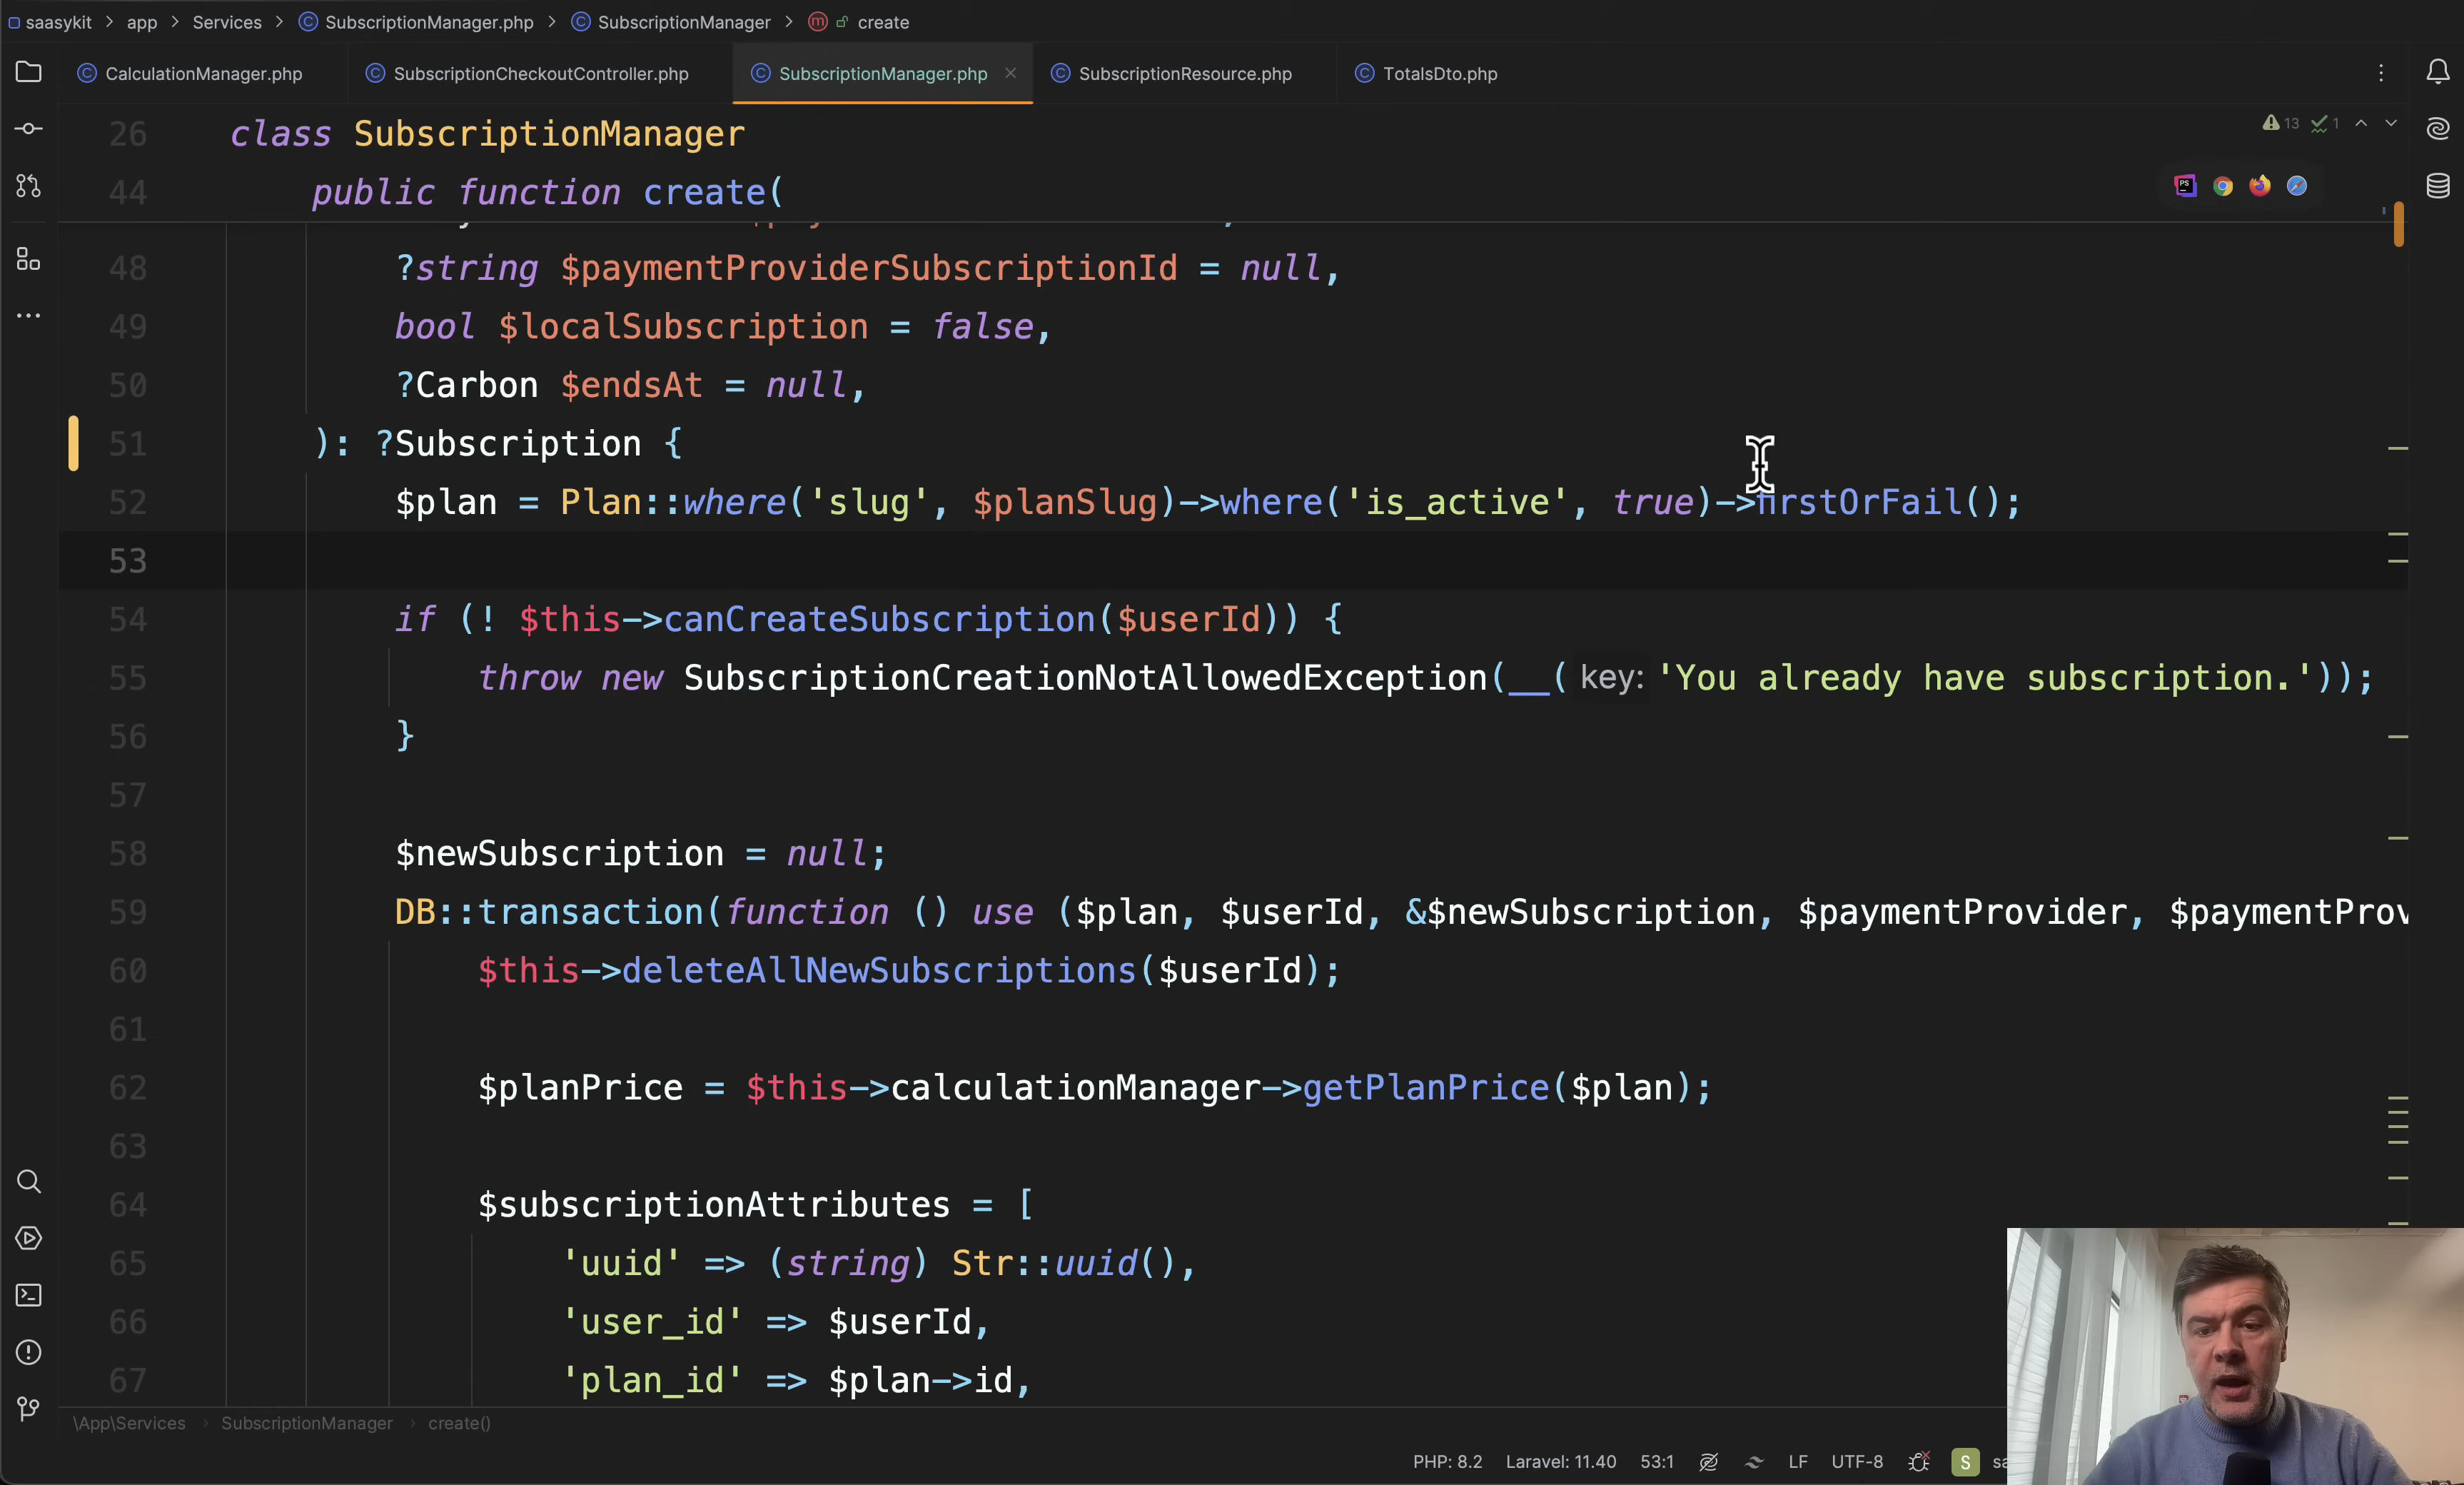 saasykit > app > Services > SubscriptionManager.php > SubscriptionManager > create
CalculationManager.php SubscriptionCheckoutController.php SubscriptionManager.php SubscriptionResource.php TotalsDto.php
26 class SubscriptionManager
13 1
44 public function create(
48 ?string $paymentProviderSubscriptionId = null,
49 bool $localSubscription = false,
50 ?Carbon $endsAt = null,
51 ): ?Subscription {
52 $plan = Plan::where('slug', $planSlug)->where('is_active', true)->firstOrFail();
53
54 if (! $this->canCreateSubscription($userId)) {
55 throw new SubscriptionCreationNotAllowedException(__( key: 'You already have subscription.'));
56 }
57
58 $newSubscription = null;
59 DB::transaction(function () use ($plan, $userId, &$newSubscription, $paymentProvider, $paymentProv
60 $this->deleteAllNewSubscriptions($userId);
61
62 $planPrice = $this->calculationManager->getPlanPrice($plan);
63
64 $subscriptionAttributes = [
65 'uuid' => (string) Str::uuid(),
66 'user_id' => $userId,
67 'plan_id' => $plan->id,
\App\Services > SubscriptionManager > create()
PHP: 8.2 Laravel: 11.40 53:1 LF UTF-8 S sa